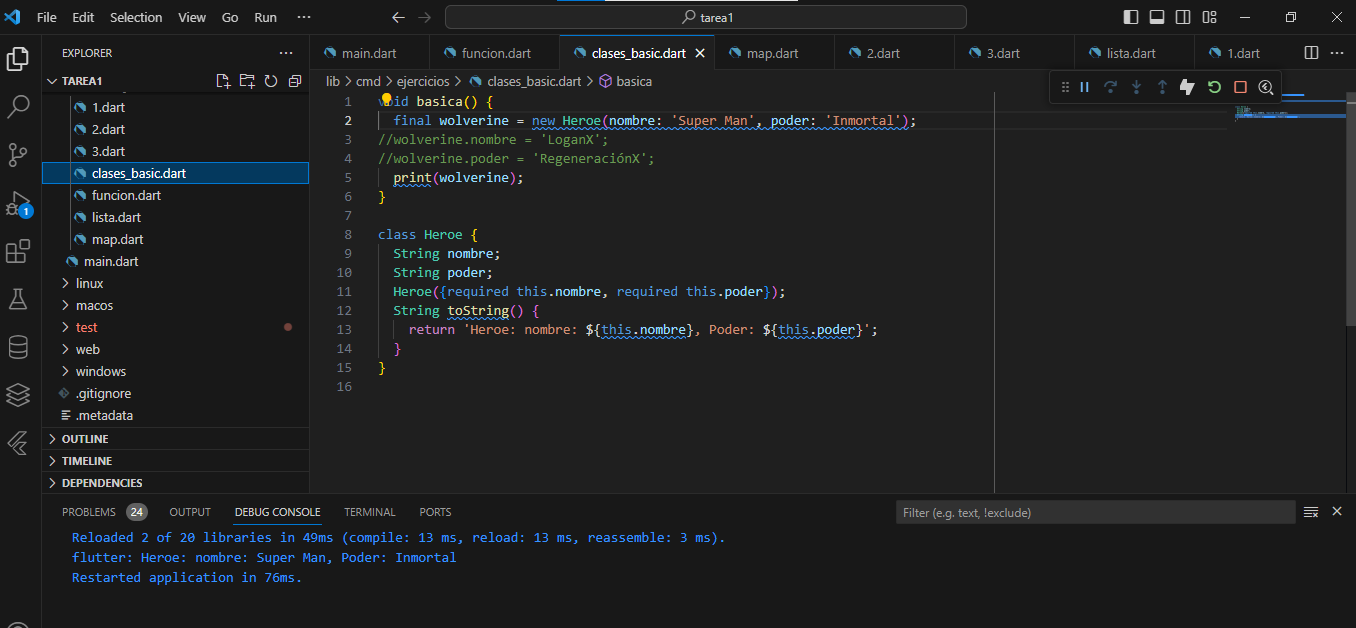 File Edit Selection View Go Run ··· tarea1
EXPLORER ···
main.dart funcion.dart clases_basic.dart map.dart 2.dart 3.dart lista.dart 1.dart ···
TAREA1
lib > cmd > ejercicios > clases_basic.dart > basica
1.dart
2.dart
3.dart
clases_basic.dart
funcion.dart
lista.dart
map.dart
main.dart
linux
macos
test
web
windows
.gitignore
.metadata
OUTLINE
TIMELINE
DEPENDENCIES
1
1 void basica() {
2 final wolverine = new Heroe(nombre: 'Super Man', poder: 'Inmortal');
3 //wolverine.nombre = 'LoganX';
4 //wolverine.poder = 'RegeneraciónX';
5 print(wolverine);
6 }
7
8 class Heroe {
9 String nombre;
10 String poder;
11 Heroe({required this.nombre, required this.poder});
12 String toString() {
13 return 'Heroe: nombre: ${this.nombre}, Poder: ${this.poder}';
14 }
15 }
16
PROBLEMS 24 OUTPUT DEBUG CONSOLE TERMINAL PORTS Filter (e.g. text, !exclude)
Reloaded 2 of 20 libraries in 49ms (compile: 13 ms, reload: 13 ms, reassemble: 3 ms).
flutter: Heroe: nombre: Super Man, Poder: Inmortal
Restarted application in 76ms.